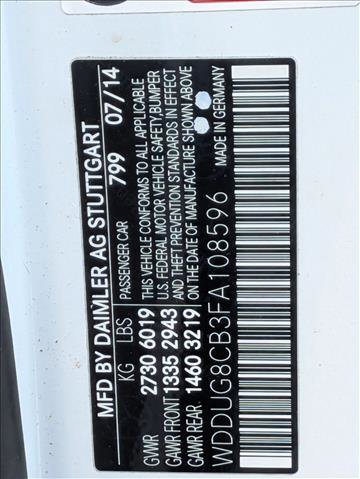 MFD BY DAIMLER AG STUTTGART
KG LBS PASSENGER CAR 799 07/14
GVWR 2730 6019 THIS VEHICLE CONFORMS TO ALL APPLICABLE
U.S. FEDERAL MOTOR VEHICLE SAFETY,BUMPER
GAWR FRONT 1335 2943 AND THEFT PREVENTION STANDARDS IN EFFECT
GAWR REAR 1460 3219 ON THE DATE OF MANUFACTURE SHOWN ABOVE
MADE IN GERMANY
WDDUG8CB3FA108596